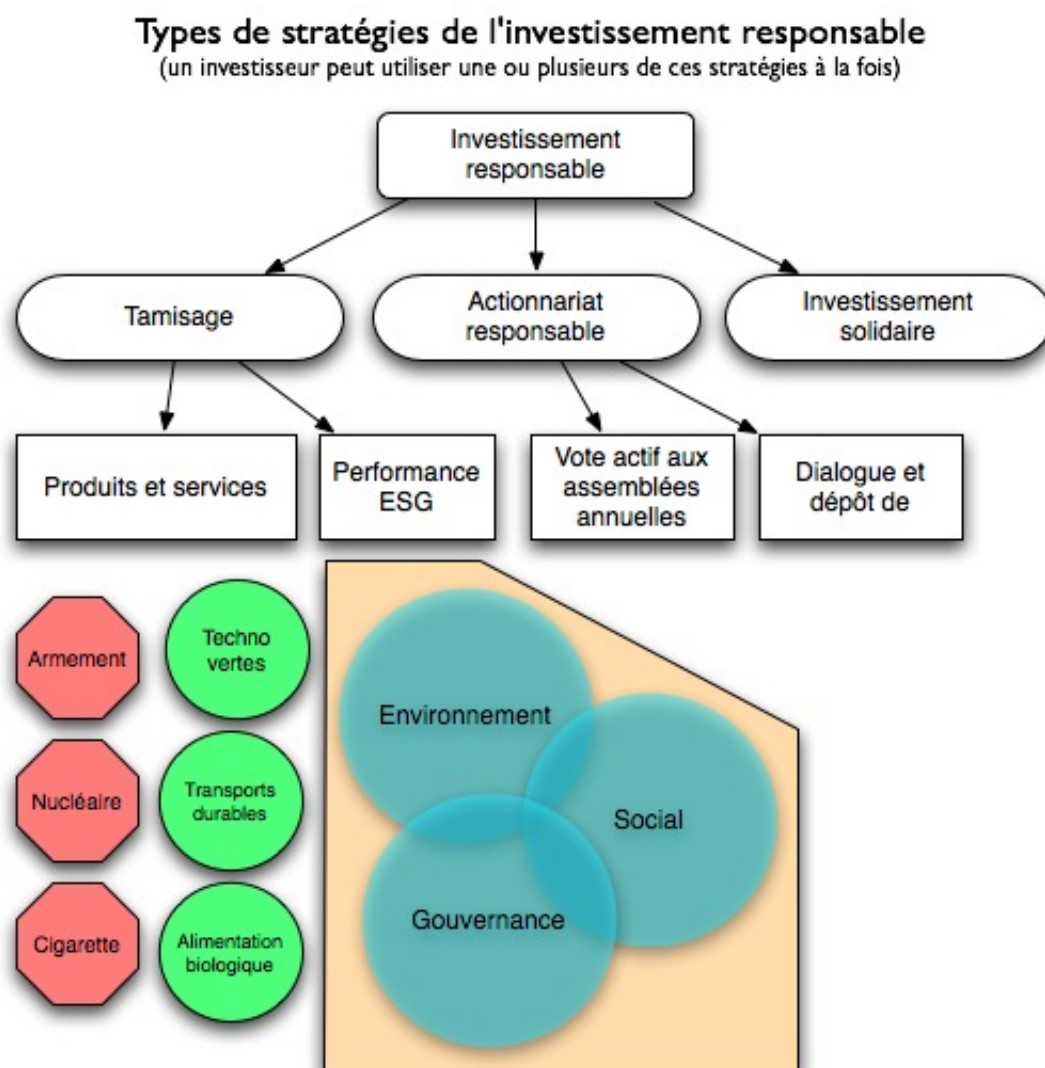 Types de stratégies de l'investissement responsable
(un investisseur peut utiliser une ou plusieurs de ces stratégies à la fois)
Investissement
responsable
Tamisage
Actionnariat
responsable
Investissement
solidaire
Produits et services
Performance
ESG
Vote actif aux
assemblées
annuelles
Dialogue et
dépôt de
Armement
Techno
vertes
Nucléaire
Transports
durables
Cigarette
Alimentation
biologique
Environnement
Social
Gouvernance